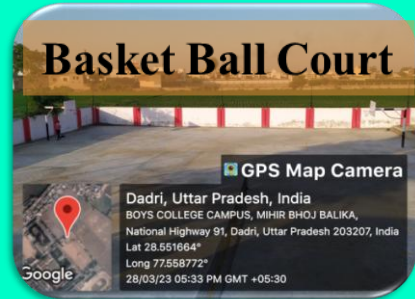 Basket Ball Court
GPS Map Camera
Dadri, Uttar Pradesh, India
BOYS COLLEGE CAMPUS, MIHIR BHOJ BALIKA,
National Highway 91, Dadri, Uttar Pradesh 203207, India
Lat 28.551664°
Long 77.558772°
28/03/23 05:33 PM GMT +05:30
Google